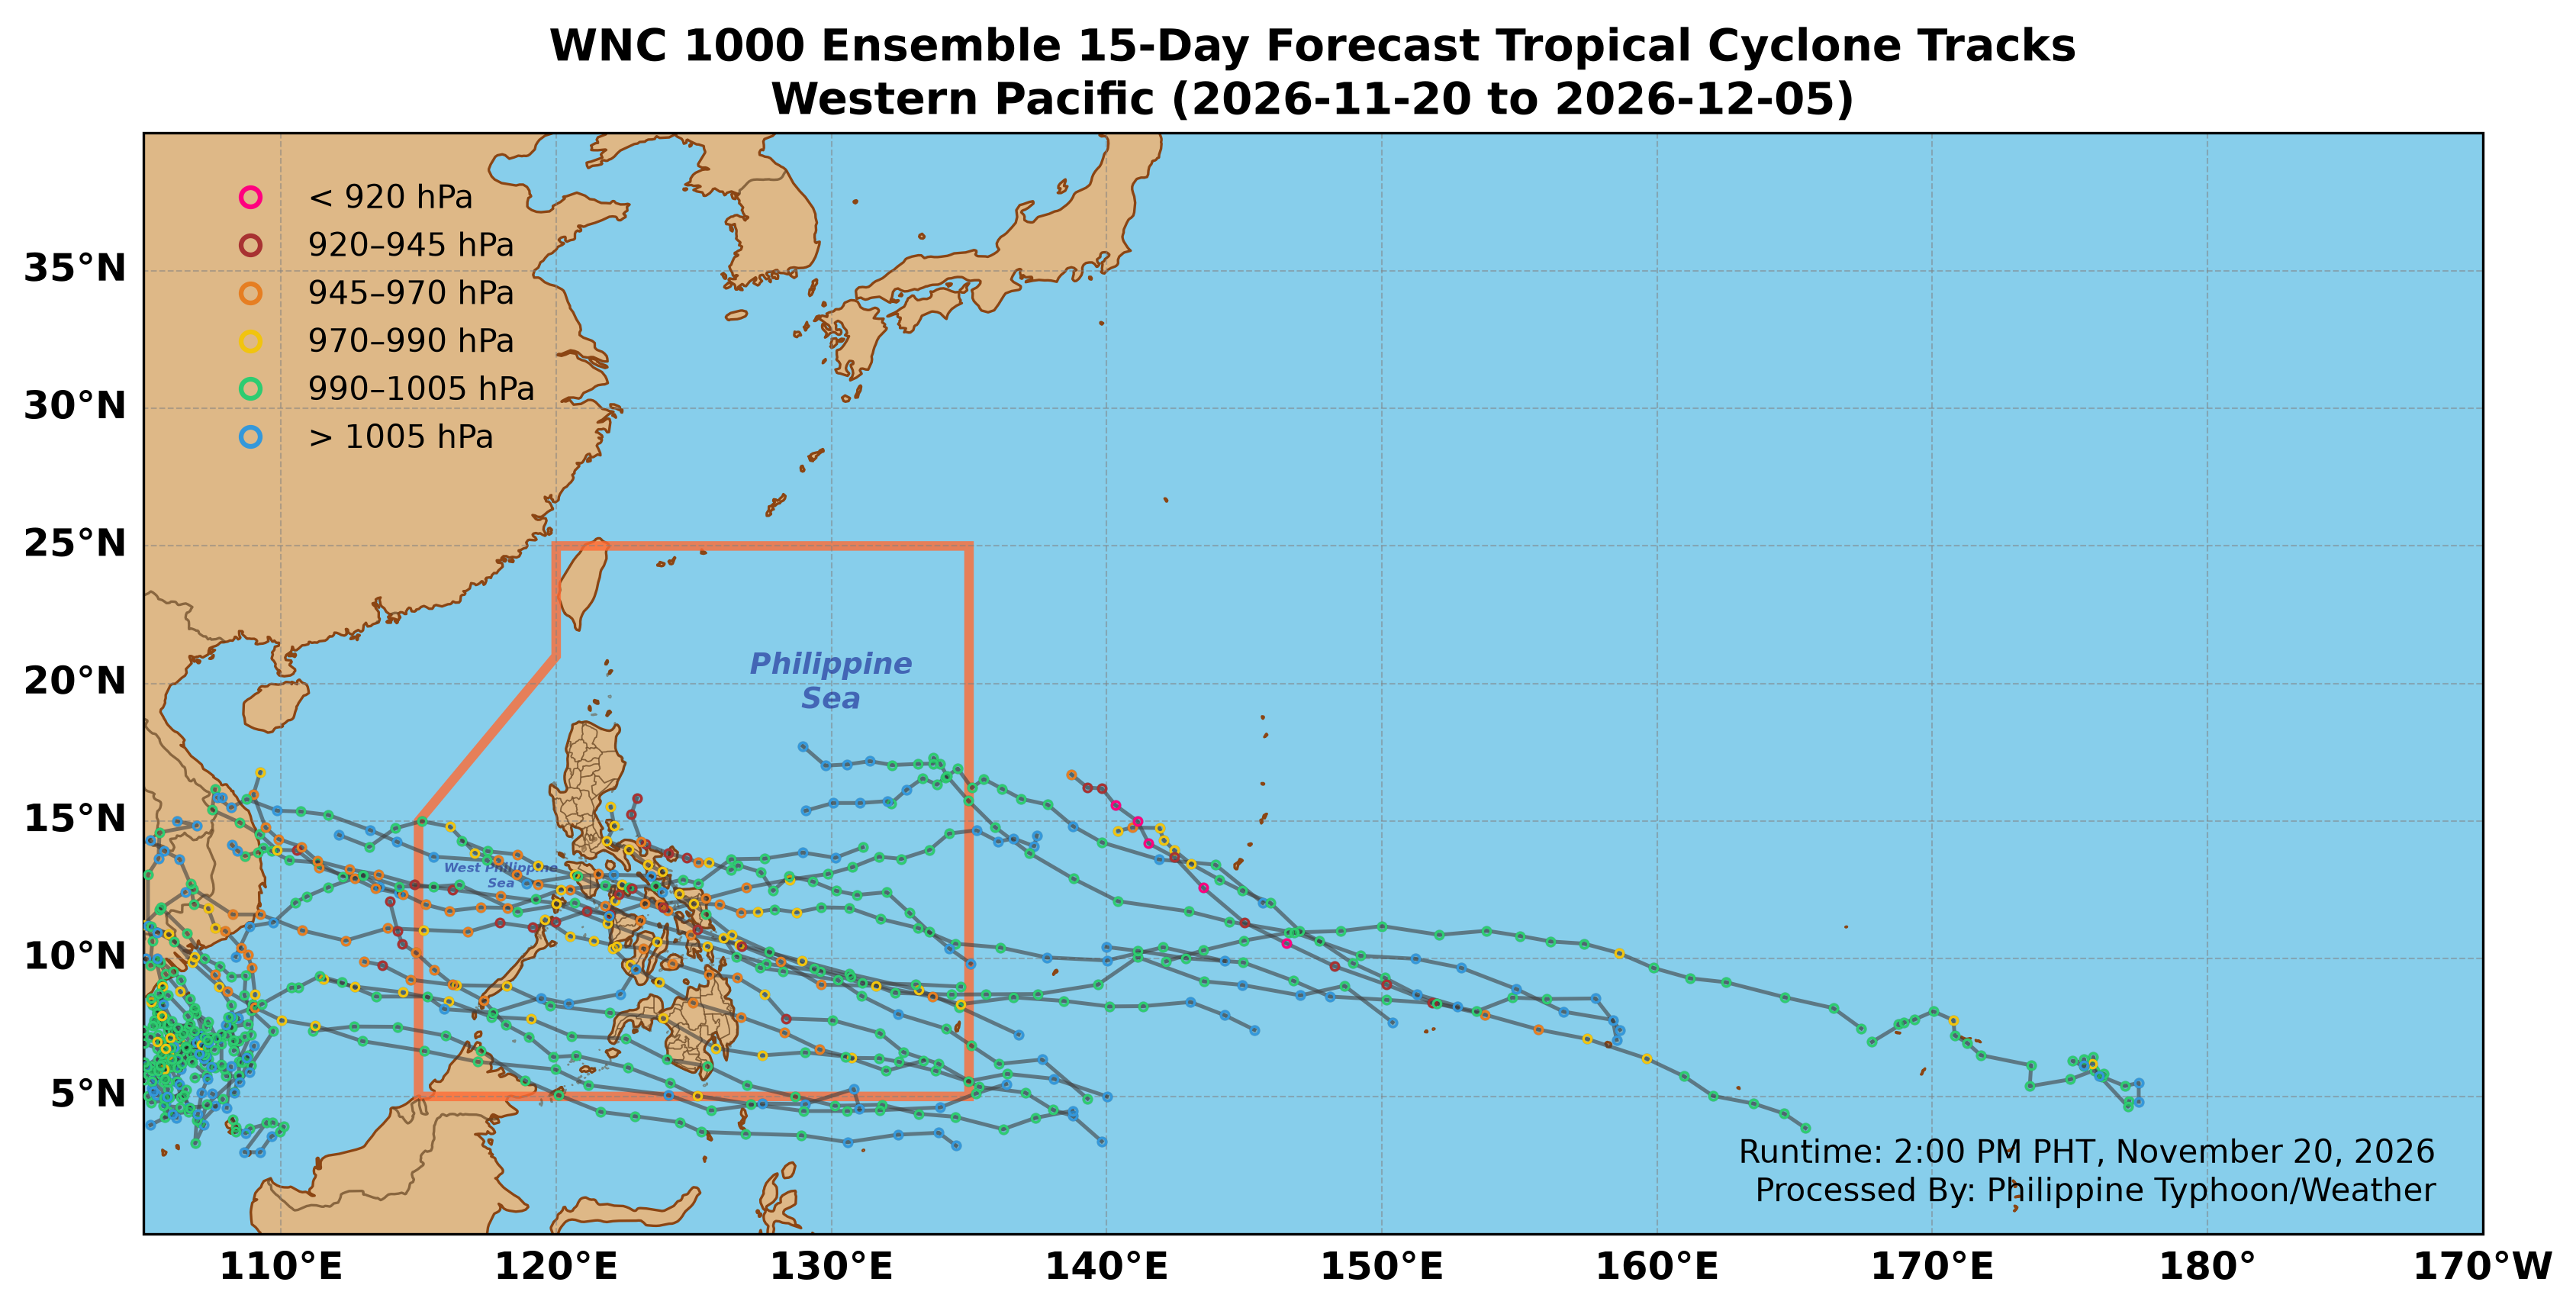 WNC 1000 Ensemble 15-Day Forecast Tropical Cyclone Tracks
Western Pacific (2026-11-20 to 2026-12-05)
< 920 hPa
920–945 hPa
945–970 hPa
970–990 hPa
990–1005 hPa
> 1005 hPa
35°N
30°N
25°N
20°N
15°N
10°N
5°N
Philippine
Sea
West Philippine
Sea
Runtime: 2:00 PM PHT, November 20, 2026
Processed By: Philippine Typhoon/Weather
110°E
120°E
130°E
140°E
150°E
160°E
170°E
180°
170°W